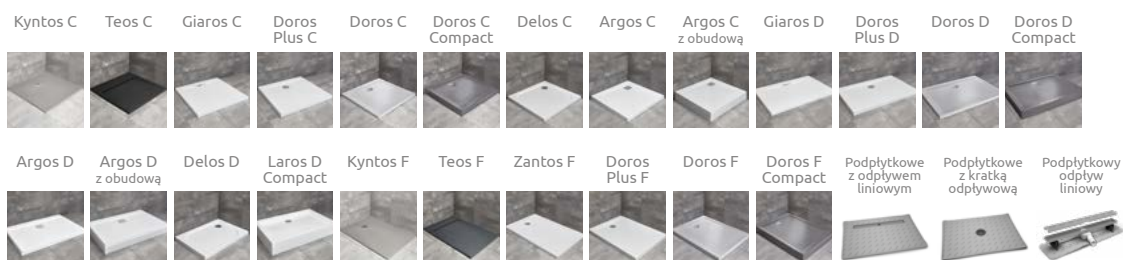 Kyntos C
Teos C
Giaros C
Doros
Plus C
Doros C
Doros C
Compact
Delos C
Argos C
Argos C
z obudową
Giaros D
Doros
Plus D
Doros D
Doros D
Compact
Argos D
Argos D
z obudową
Delos D
Laros D
Compact
Kyntos F
Teos F
Zantos F
Doros
Plus F
Doros F
Doros F
Compact
Podpłytkowe
z odpływem
liniowym
Podpłytkowe
z kratką
odpływową
Podpłytkowy
odpływ
liniowy